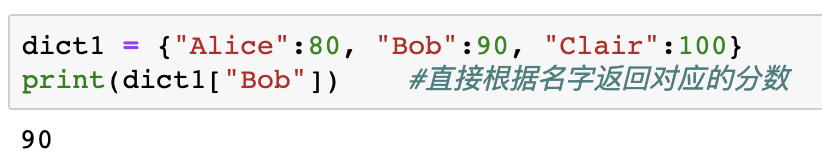 dict1 = {"Alice":80, "Bob":90, "Clair":100}
print(dict1["Bob"])    #直接根据名字返回对应的分数
90